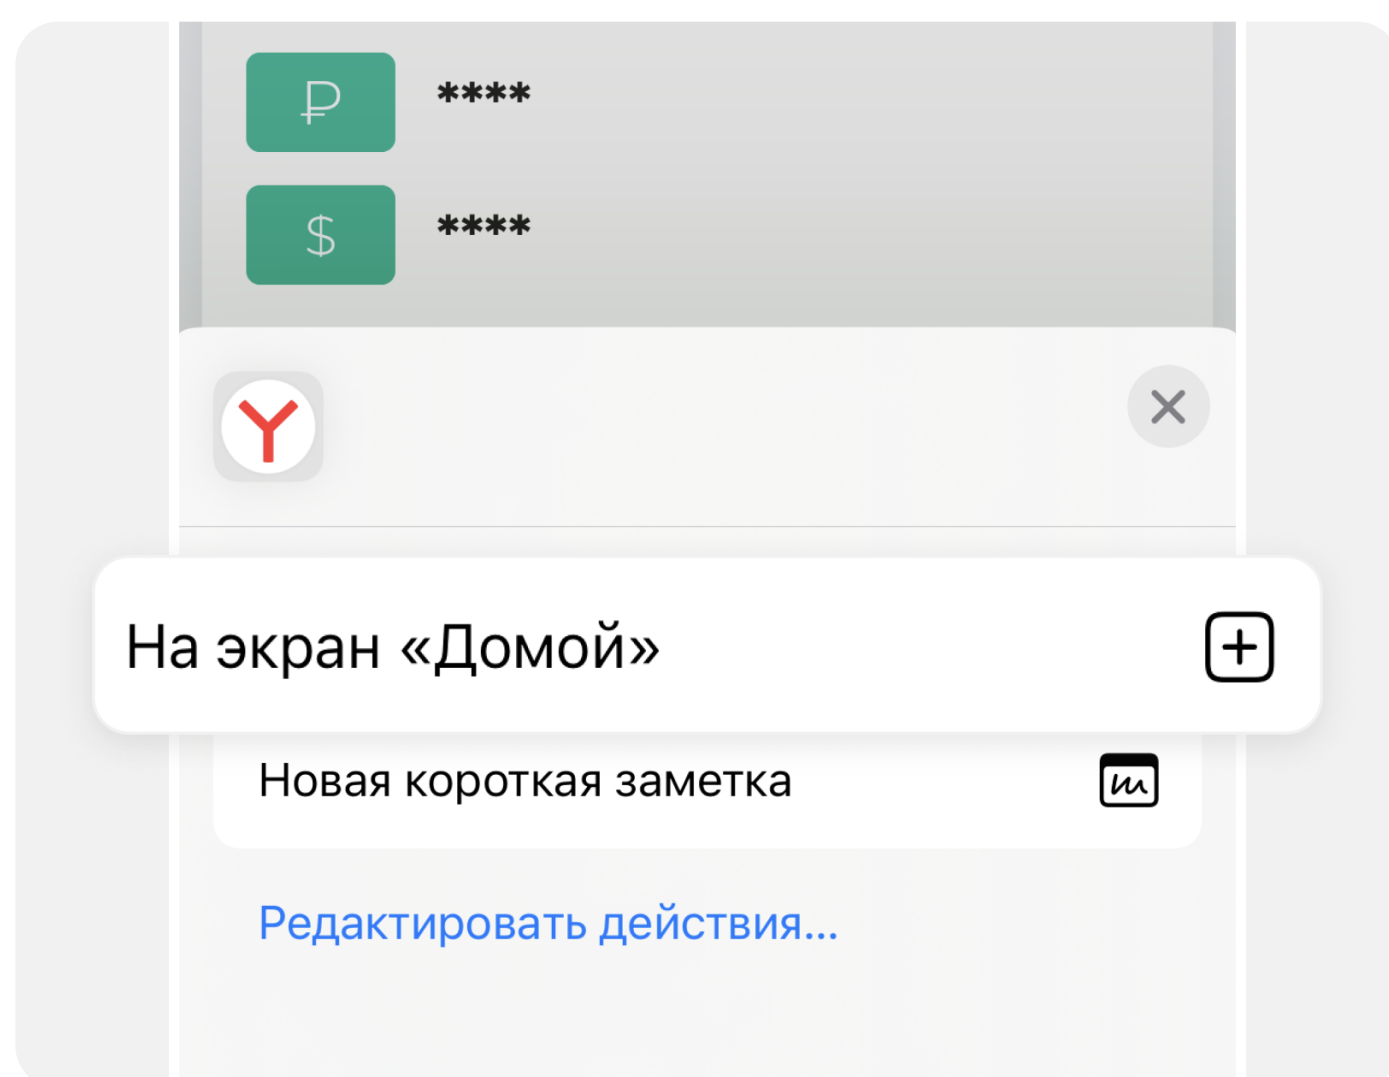 ₽ ****
$ ****
Y
На экран «Домой»
Новая короткая заметка
Редактировать действия...